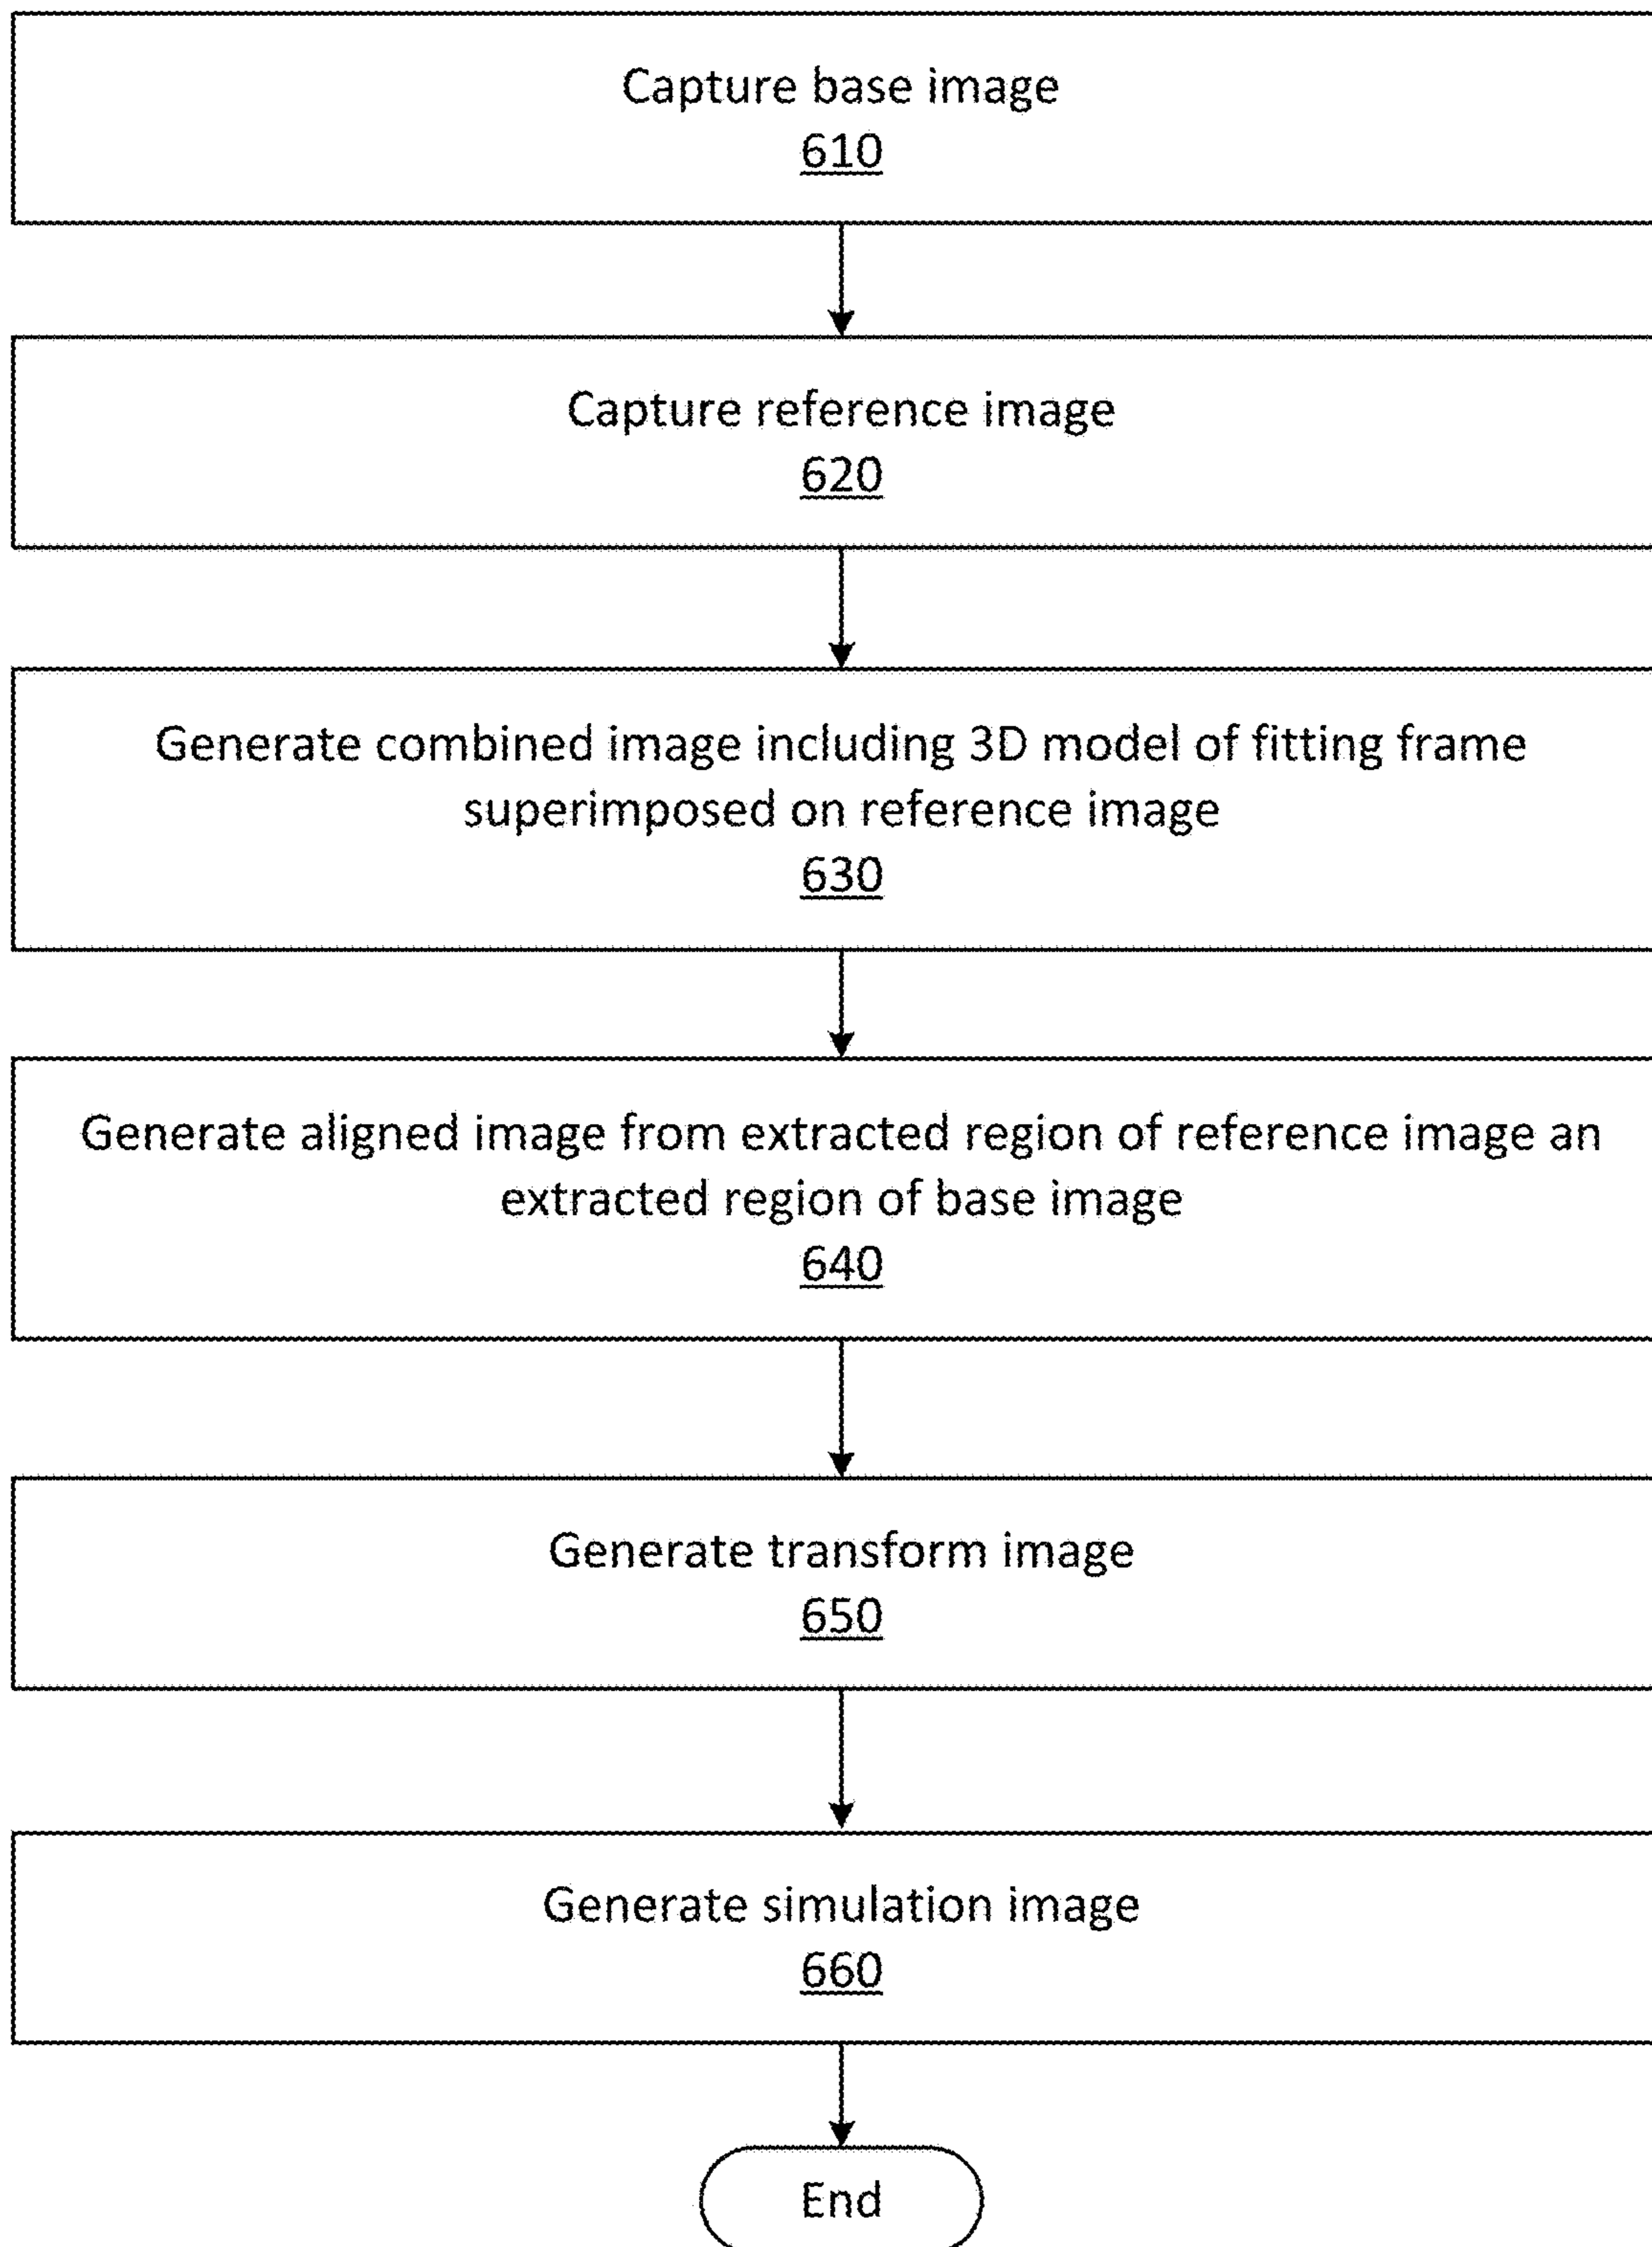 Capture base image
610
Capture reference image
620
Generate combined image including 3D model of fitting frame
superimposed on reference image
630
Generate aligned image from extracted region of reference image an
extracted region of base image
640
Generate transform image
650
Generate simulation image
660
End